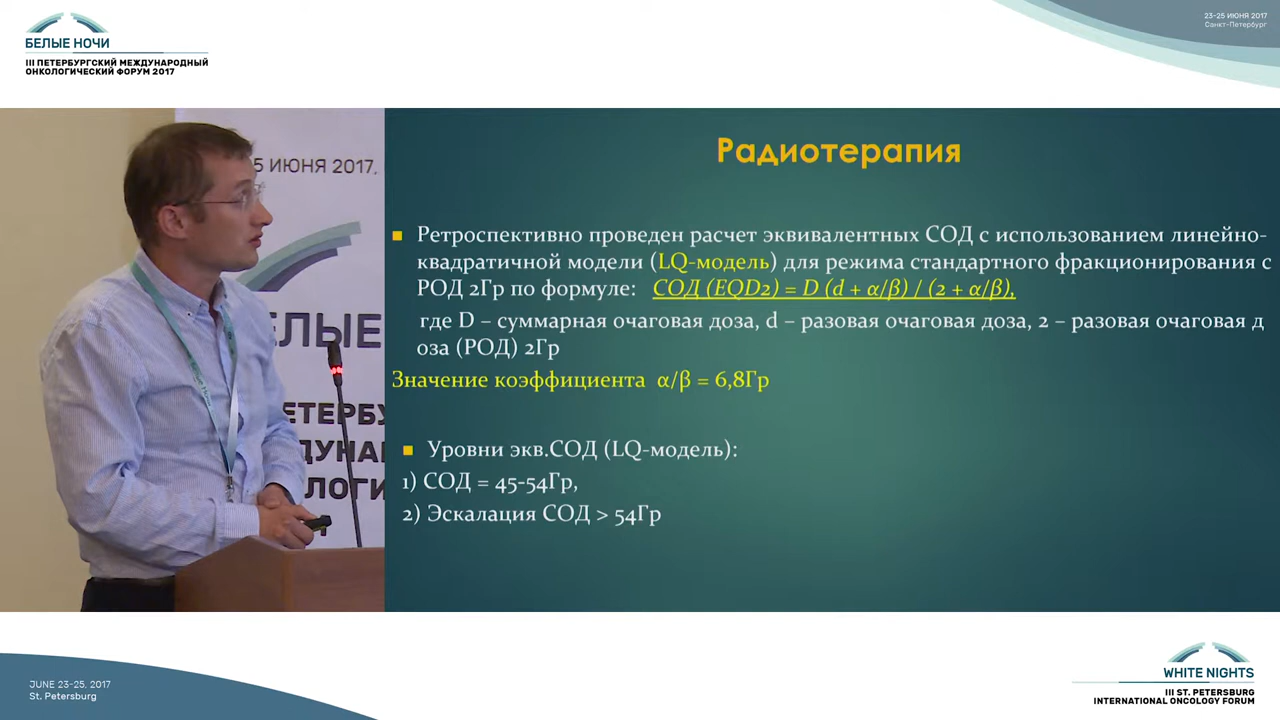 БЕЛЫЕ НОЧИ
III ПЕТЕРБУРГСКИЙ МЕЖДУНАРОДНЫЙ
ОНКОЛОГИЧЕСКИЙ ФОРУМ 2017
23-25 ИЮНЯ 2017
Санкт-Петербург
5 ИЮНЯ 2017.
ЕЛЫЕ
ЕТЕРБУ
ДУНА
ЛОГИ
Радиотерапия
Ретроспективно проведен расчет эквивалентных СОД с использованием линейно-
квадратичной модели (LQ-модель) для режима стандартного фракционирования с
РОД 2Гр по формуле: СОД (EQD2) = D (d + α/β) / (2 + α/β),
где D – суммарная очаговая доза, d – разовая очаговая доза, 2 – разовая очаговая д
оза (РОД) 2Гр
Значение коэффициента α/β = 6,8Гр
Уровни экв.СОД (LQ-модель):
1) СОД = 45-54Гр,
2) Эскалация СОД > 54Гр
JUNE 23-25, 2017
St. Petersburg
WHITE NIGHTS
III ST. PETERSBURG
INTERNATIONAL ONCOLOGY FORUM